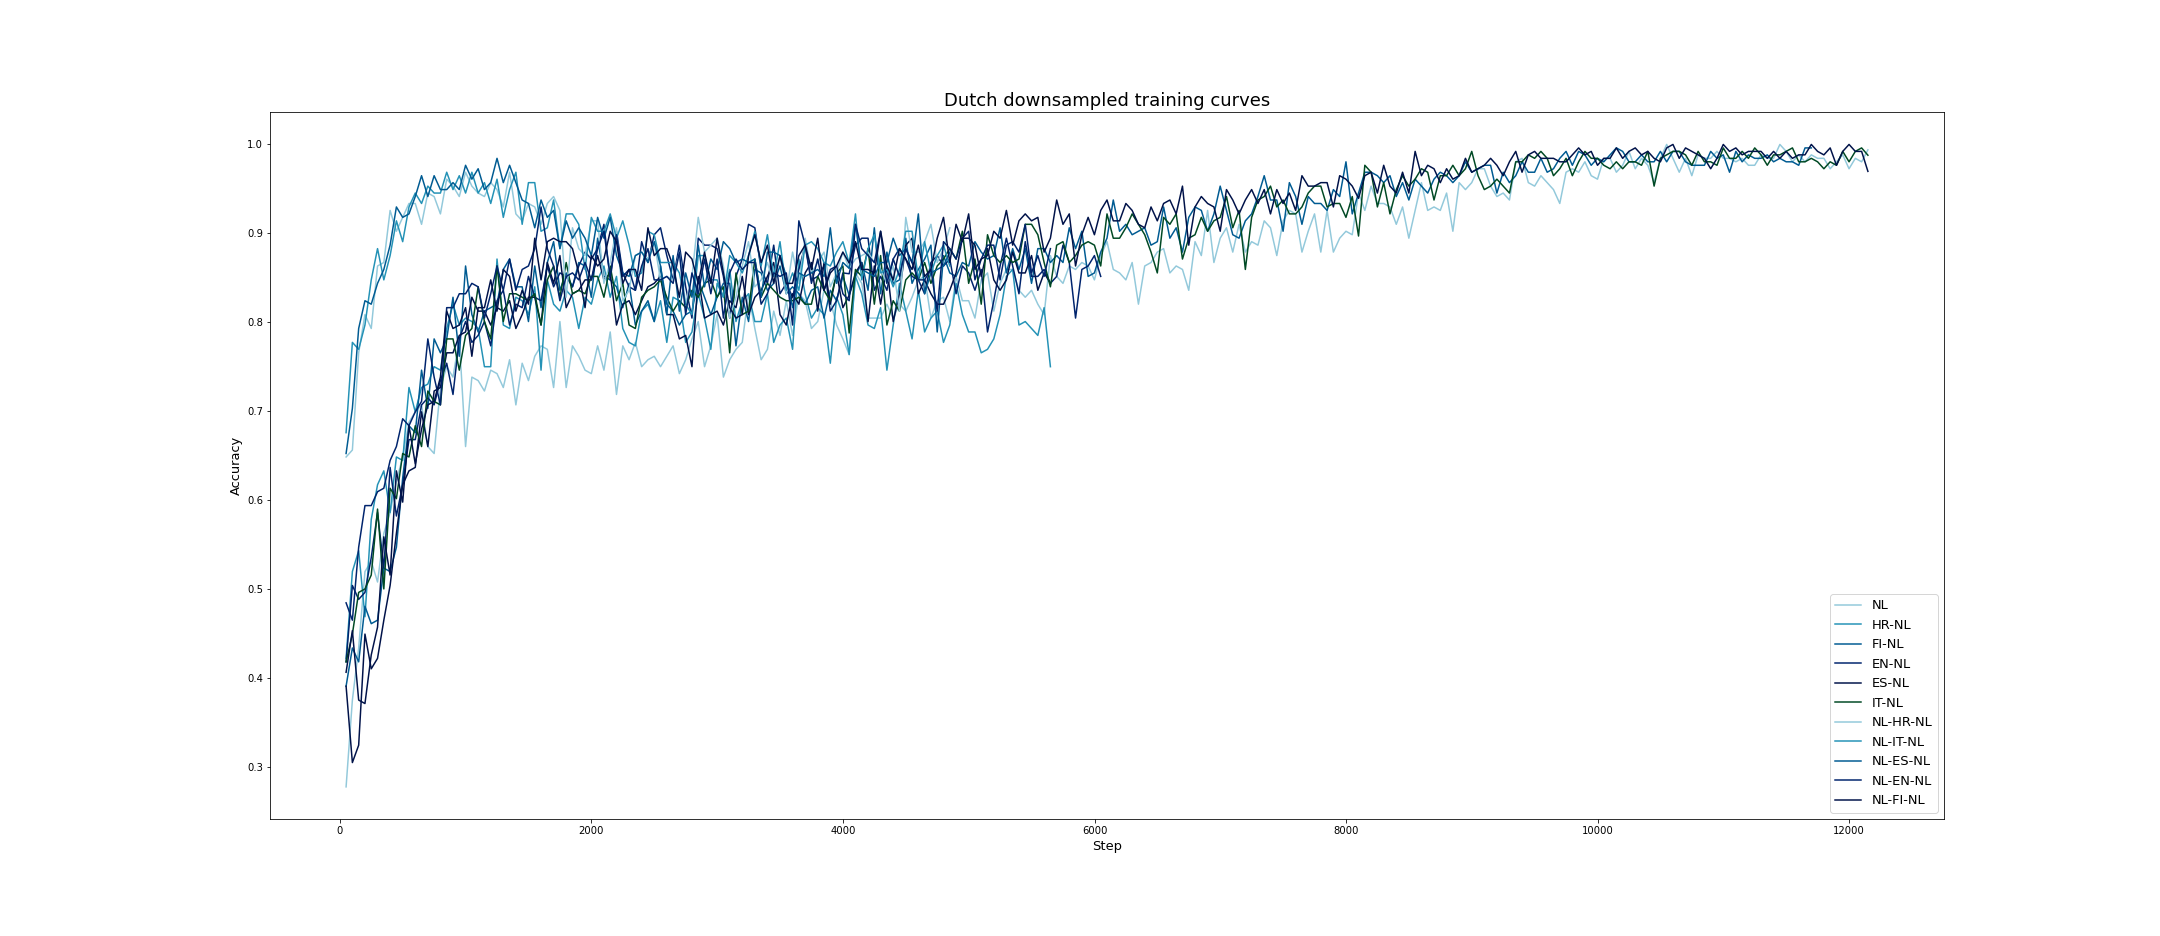 Dutch downsampled training curves
1.0
0.9
0.8
0.7
0.6
0.5
0.4
0.3
Accuracy
0
2000
4000
6000
8000
10000
12000
Step
NL
HR-NL
FI-NL
EN-NL
ES-NL
IT-NL
NL-HR-NL
NL-IT-NL
NL-ES-NL
NL-EN-NL
NL-FI-NL